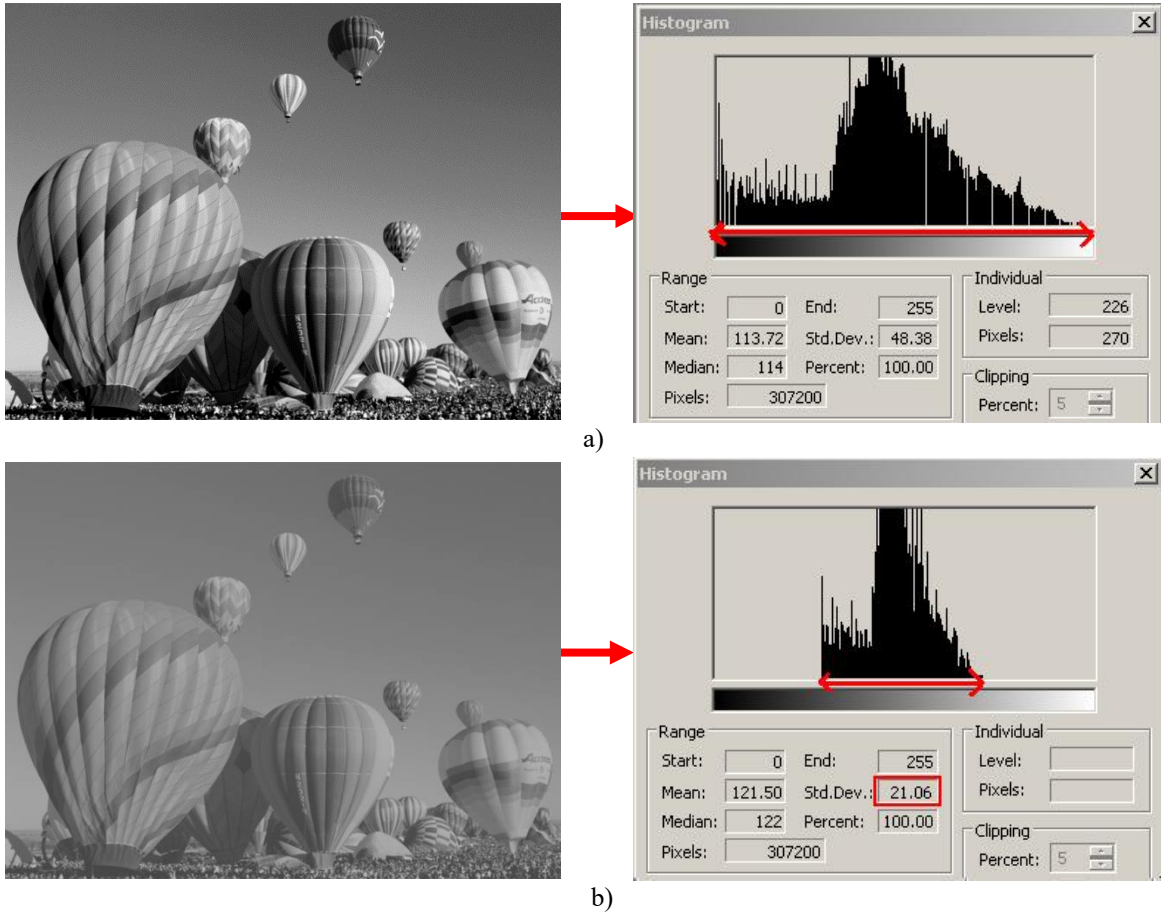 Histogram
Range
Start: 0 End: 255
Mean: 113.72 Std.Dev.: 48.38
Median: 114 Percent: 100.00
Pixels: 307200
Individual
Level: 226
Pixels: 270
Clipping
Percent: 5
a)
Histogram
Range
Start: 0 End: 255
Mean: 121.50 Std.Dev.: 21.06
Median: 122 Percent: 100.00
Pixels: 307200
Individual
Level:
Pixels:
Clipping
Percent: 5
b)